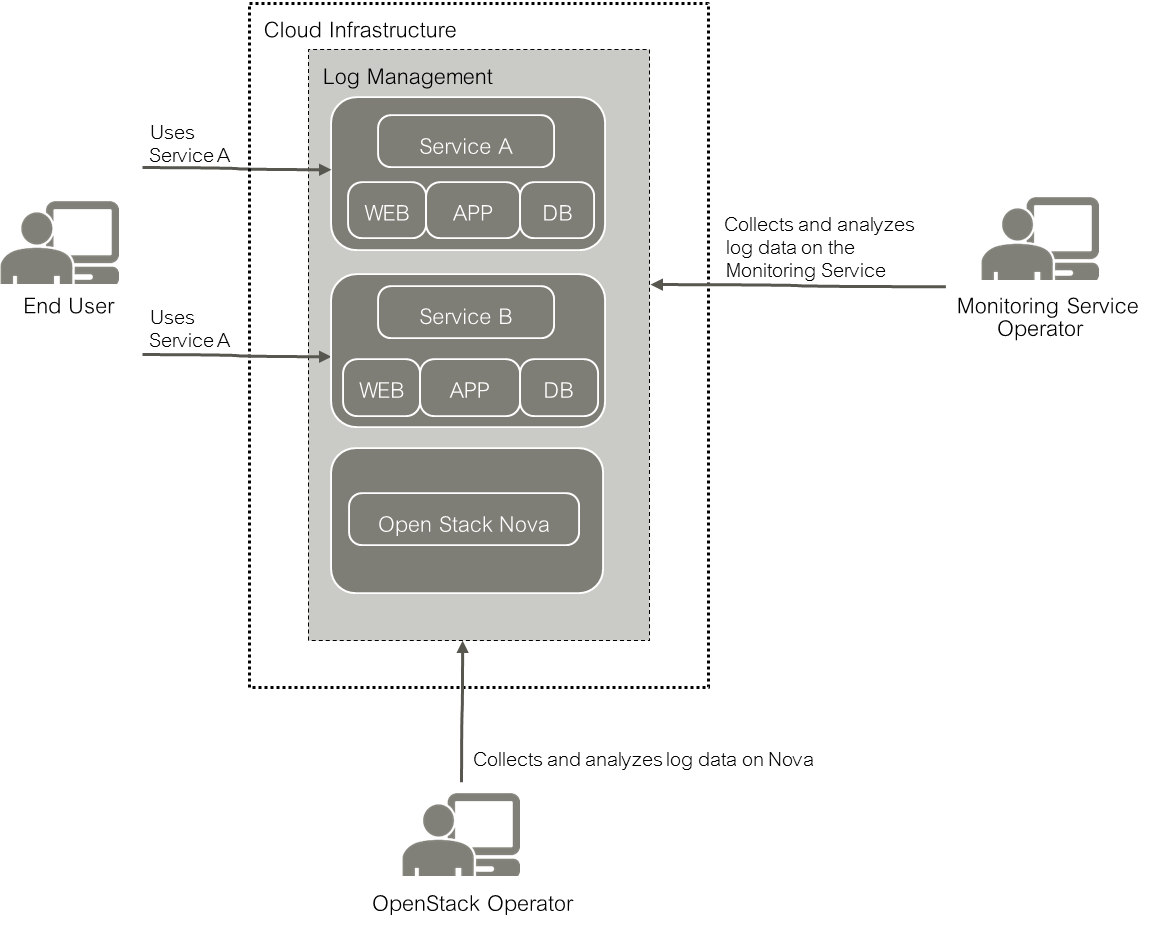 Cloud Infrastructure
Log Management
Uses
Service A
Service A
WEB APP DB
End User
Uses
Service A
Service B
WEB APP DB
Open Stack Nova
Collects and analyzes
log data on the
Monitoring Service
Monitoring Service
Operator
Collects and analyzes log data on Nova
OpenStack Operator